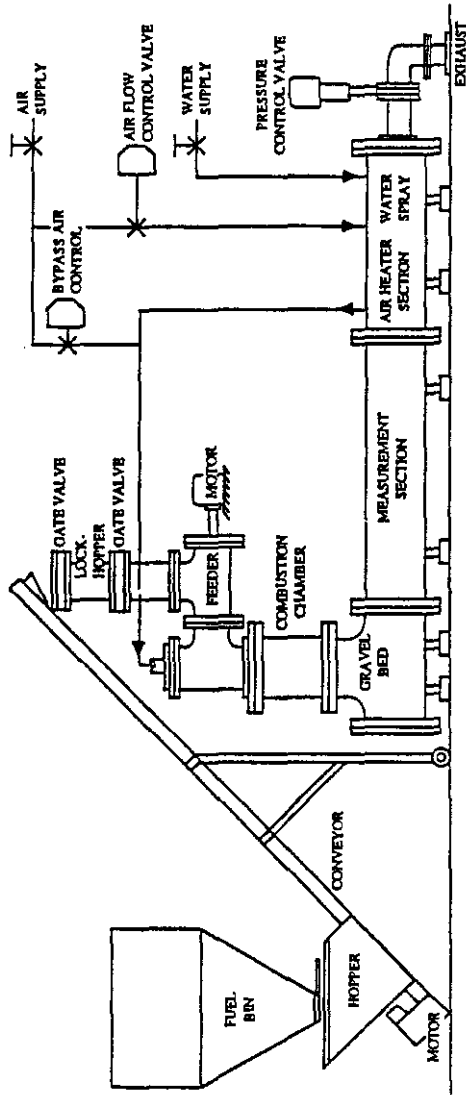 AIR
SUPPLY
BYPASS AIR
CONTROL
AIR FLOW
CONTROL VALVE
WATER
SUPPLY
PRESSURE
CONTROL VALVE
GATE VALVE
LOCK-
HOPPER
GATE VALVE
MOTOR
FEEDER
COMBUSTION
CHAMBER
GRAVEL
BED
MEASUREMENT
SECTION
AIR HEATER
SECTION
WATER
SPRAY
EXHAUST
FUEL
BIN
HOPPER
CONVEYOR
MOTOR